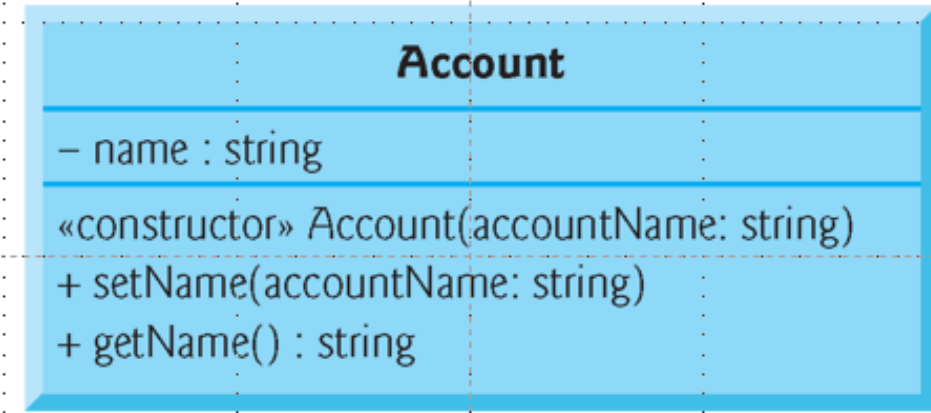 Account
– name : string
«constructor» Account(accountName: string)
+ setName(accountName: string)
+ getName() : string